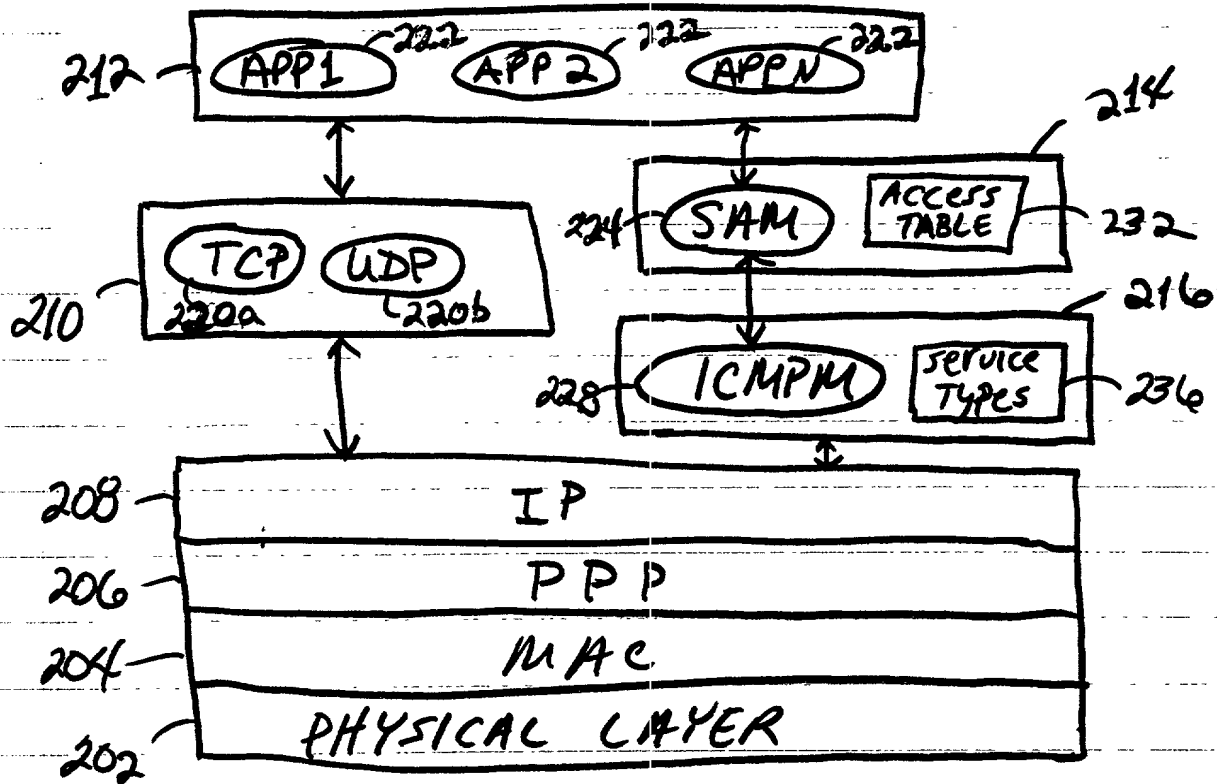 222 222 222
212 APP1 APP2 APPN
214
ACCESS
224 SAM TABLE 232
TCP UDP
210 220a 220b
216
228 ICMPM service
TYPES 236
208 IP
206 PPP
204 MAC
202 PHYSICAL LAYER